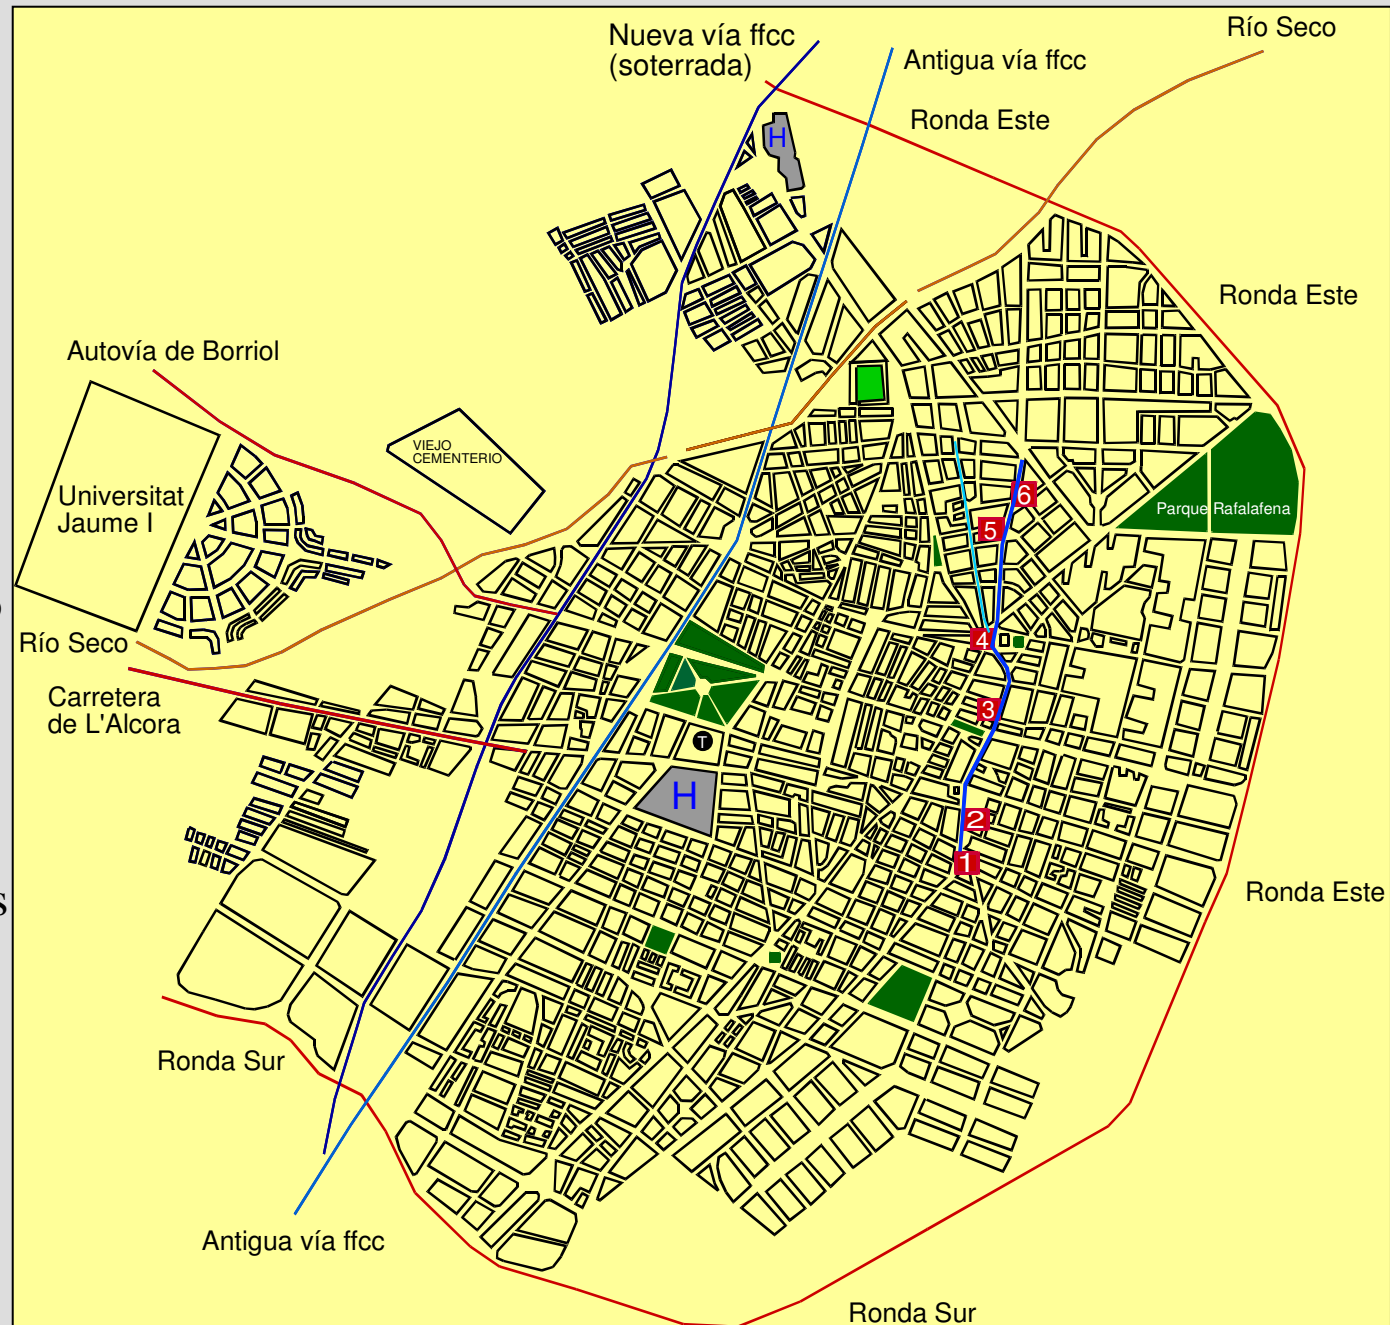 Nueva vía ffcc
(soterrada)
Antigua vía ffcc
Río Seco
Ronda Este
H
Ronda Este
Autovía de Borriol
VIEJO
CEMENTERIO
Universitat
Jaume I
6
Parque Rafalafena
5
Río Seco
4
Carretera
de L'Alcora
3
T
H
2
1
Ronda Este
s
Ronda Sur
Antigua vía ffcc
Ronda Sur